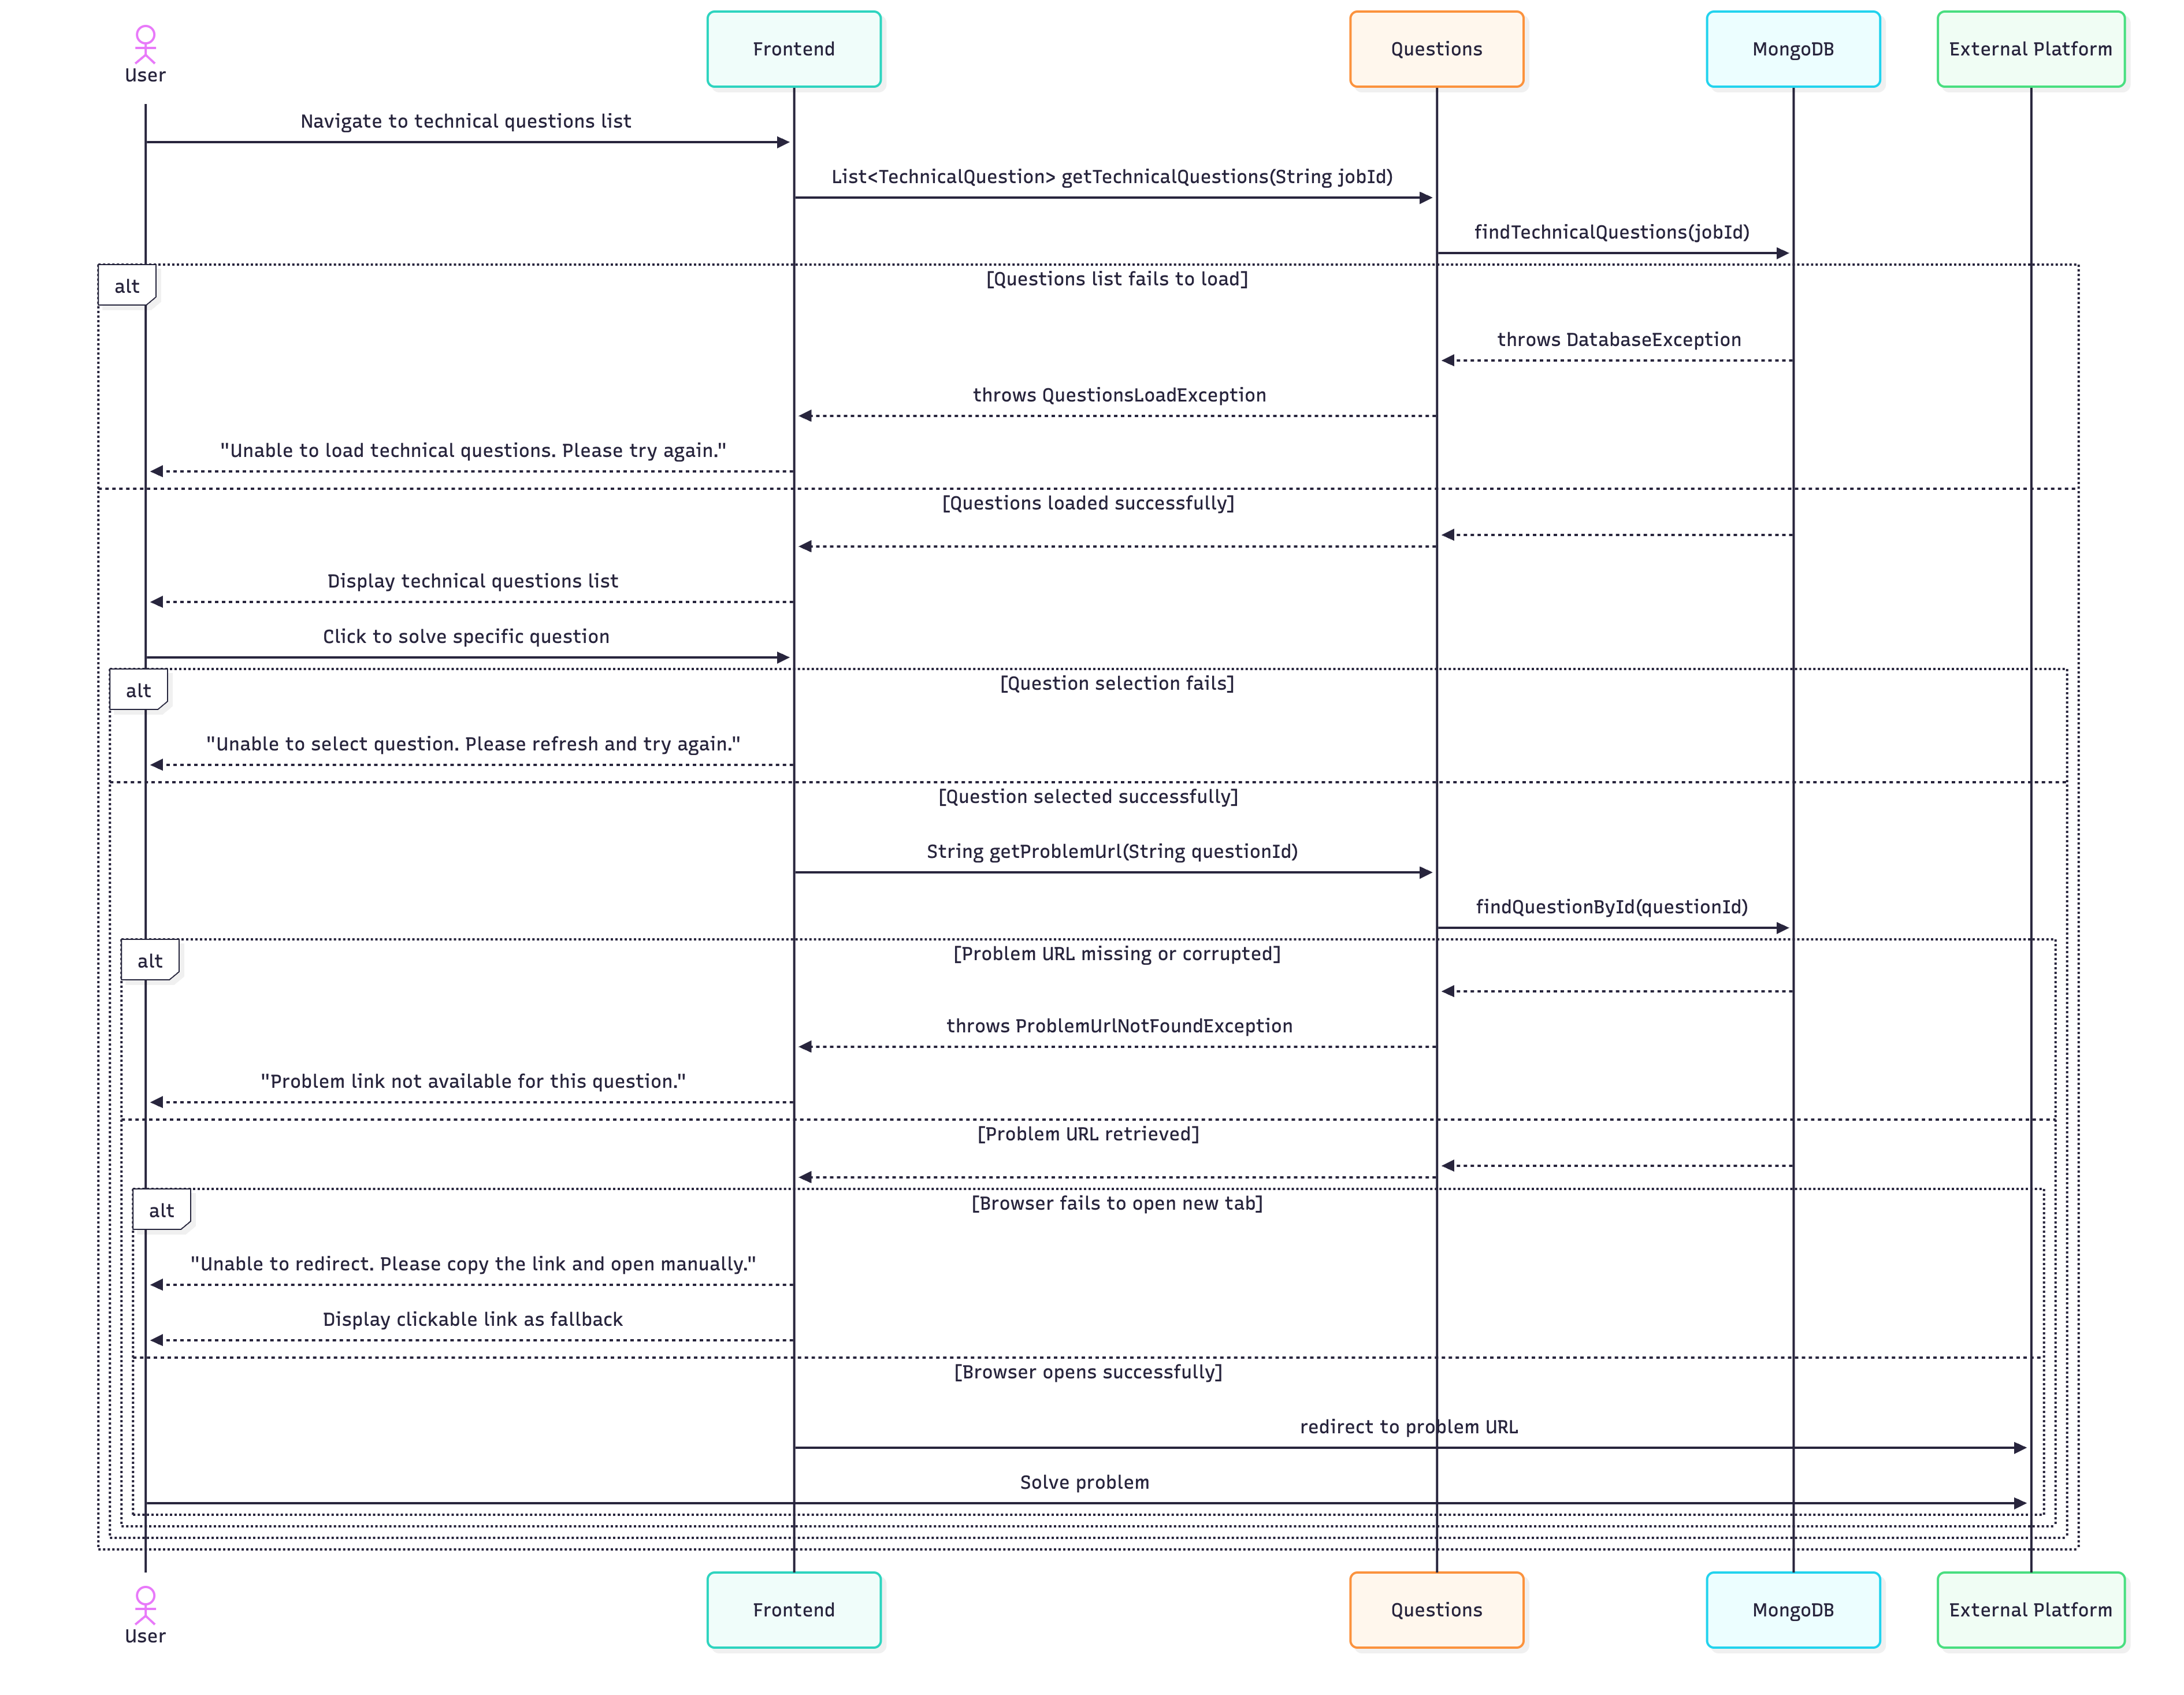 User
Frontend
Questions
MongoDB
External Platform
Navigate to technical questions list
List<TechnicalQuestion> getTechnicalQuestions(String jobId)
findTechnicalQuestions(jobId)
alt
[Questions list fails to load]
throws DatabaseException
throws QuestionsLoadException
"Unable to load technical questions. Please try again."
[Questions loaded successfully]
Display technical questions list
Click to solve specific question
alt
[Question selection fails]
"Unable to select question. Please refresh and try again."
[Question selected successfully]
String getProblemUrl(String questionId)
findQuestionById(questionId)
alt
[Problem URL missing or corrupted]
throws ProblemUrlNotFoundException
"Problem link not available for this question."
[Problem URL retrieved]
alt
[Browser fails to open new tab]
"Unable to redirect. Please copy the link and open manually."
Display clickable link as fallback
[Browser opens successfully]
redirect to problem URL
Solve problem
User
Frontend
Questions
MongoDB
External Platform